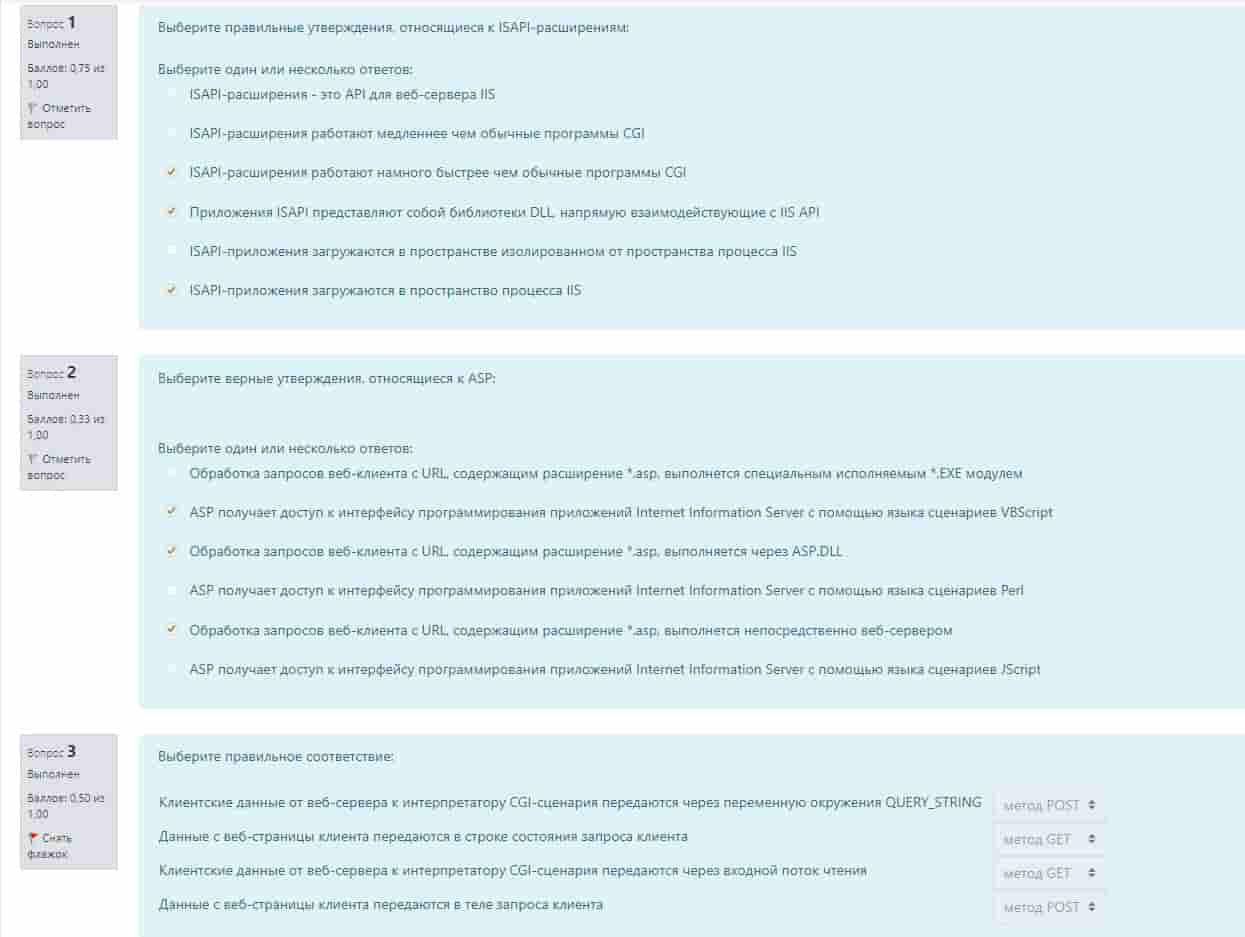 Вопрос 1
Выполнен
Баллов: 0,75 из
1,00
Отметить
вопрос
Выберите правильные утверждения, относящиеся к ISAPI-расширениям:
Выберите один или несколько ответов:
ISAPI-расширения - это API для веб-сервера IIS
ISAPI-расширения работают медленнее чем обычные программы CGI
ISAPI-расширения работают намного быстрее чем обычные программы CGI
Приложения ISAPI представляют собой библиотеки DLL, напрямую взаимодействующие с IIS API
ISAPI-приложения загружаются в пространстве изолированном от пространства процесса IIS
ISAPI-приложения загружаются в пространство процесса IIS
Вопрос 2
Выполнен
Баллов: 0,33 из
1,00
Отметить
вопрос
Выберите верные утверждения, относящиеся к ASP:
Выберите один или несколько ответов:
Обработка запросов веб-клиента с URL, содержащим расширение *.asp, выполнется специальным исполняемым *.EXE модулем
ASP получает доступ к интерфейсу программирования приложений Internet Information Server с помощью языка сценариев VBScript
Обработка запросов веб-клиента с URL, содержащим расширение *.asp, выполняется через ASP.DLL
ASP получает доступ к интерфейсу программирования приложений Internet Information Server с помощью языка сценариев Perl
Обработка запросов веб-клиента с URL, содержащим расширение *.asp, выполнется непосредственно веб-сервером
ASP получает доступ к интерфейсу программирования приложений Internet Information Server с помощью языка сценариев JScript
Вопрос 3
Выполнен
Баллов: 0,50 из
1,00
Снять
флажок
Выберите правильное соответствие:
Клиентские данные от веб-сервера к интерпретатору CGI-сценария передаются через переменную окружения QUERY_STRING метод POST
Данные с веб-страницы клиента передаются в строке состояния запроса клиента метод GET
Клиентские данные от веб-сервера к интерпретатору CGI-сценария передаются через входной поток чтения метод GET
Данные с веб-страницы клиента передаются в теле запроса клиента метод POST